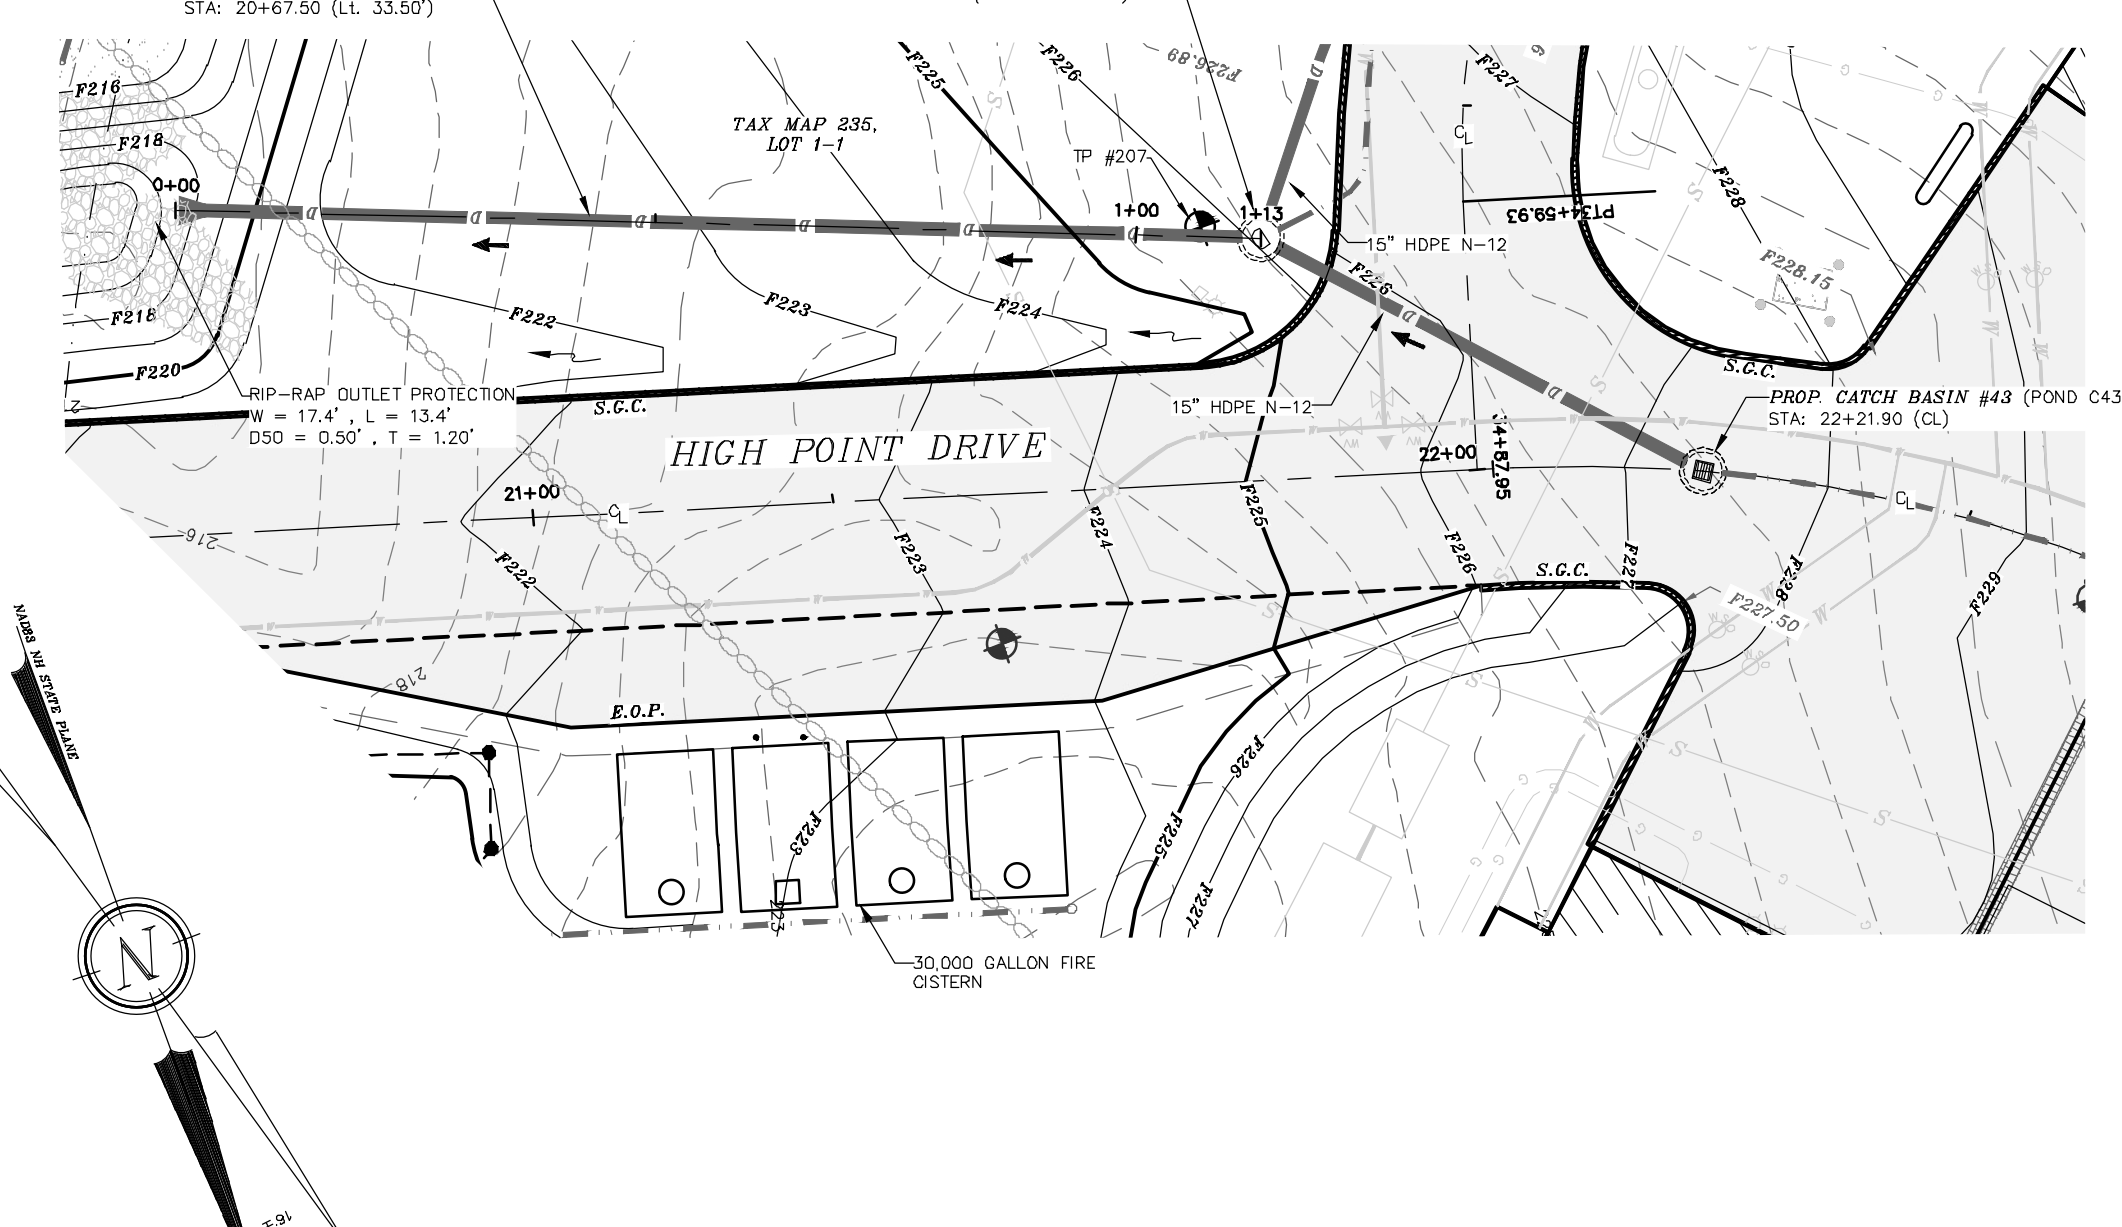 STA: 20+67.50 (Lt. 33.50')
F216
F218
0+00
F218
F220
TAX MAP 235,
LOT 1-1
F225
F226
F226.89
TP #207
1+00
1+13
F227
F228
PT34+59.93
F228.15
15" HDPE N-12
F226
F222
F223
F224
RIP-RAP OUTLET PROTECTION
W = 17.4' , L = 13.4'
D50 = 0.50' , T = 1.20'
S.G.C.
HIGH POINT DRIVE
15" HDPE N-12
S.G.C.
PROP. CATCH BASIN #43 (POND C43
STA: 22+21.90 (CL)
22+00
34+87.95
21+00
CL
CL
CL
216
F222
F223
F224
F225
F226
F227
F228
F229
S.G.C.
F227.50
218
E.O.P.
NAD83 NH STATE PLANE
F223
223
F226
F225
F227
30,000 GALLON FIRE
CISTERN
N